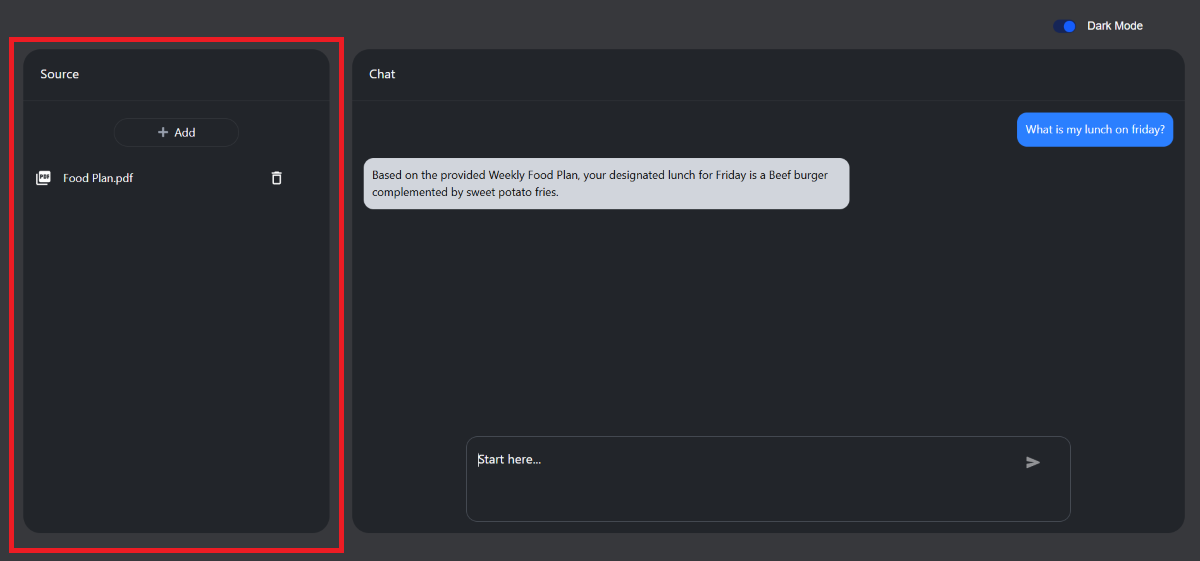 Dark Mode
Source
Add
PDF
Food Plan.pdf
Chat
What is my lunch on friday?
Based on the provided Weekly Food Plan, your designated lunch for Friday is a Beef burger
complemented by sweet potato fries.
Start here...